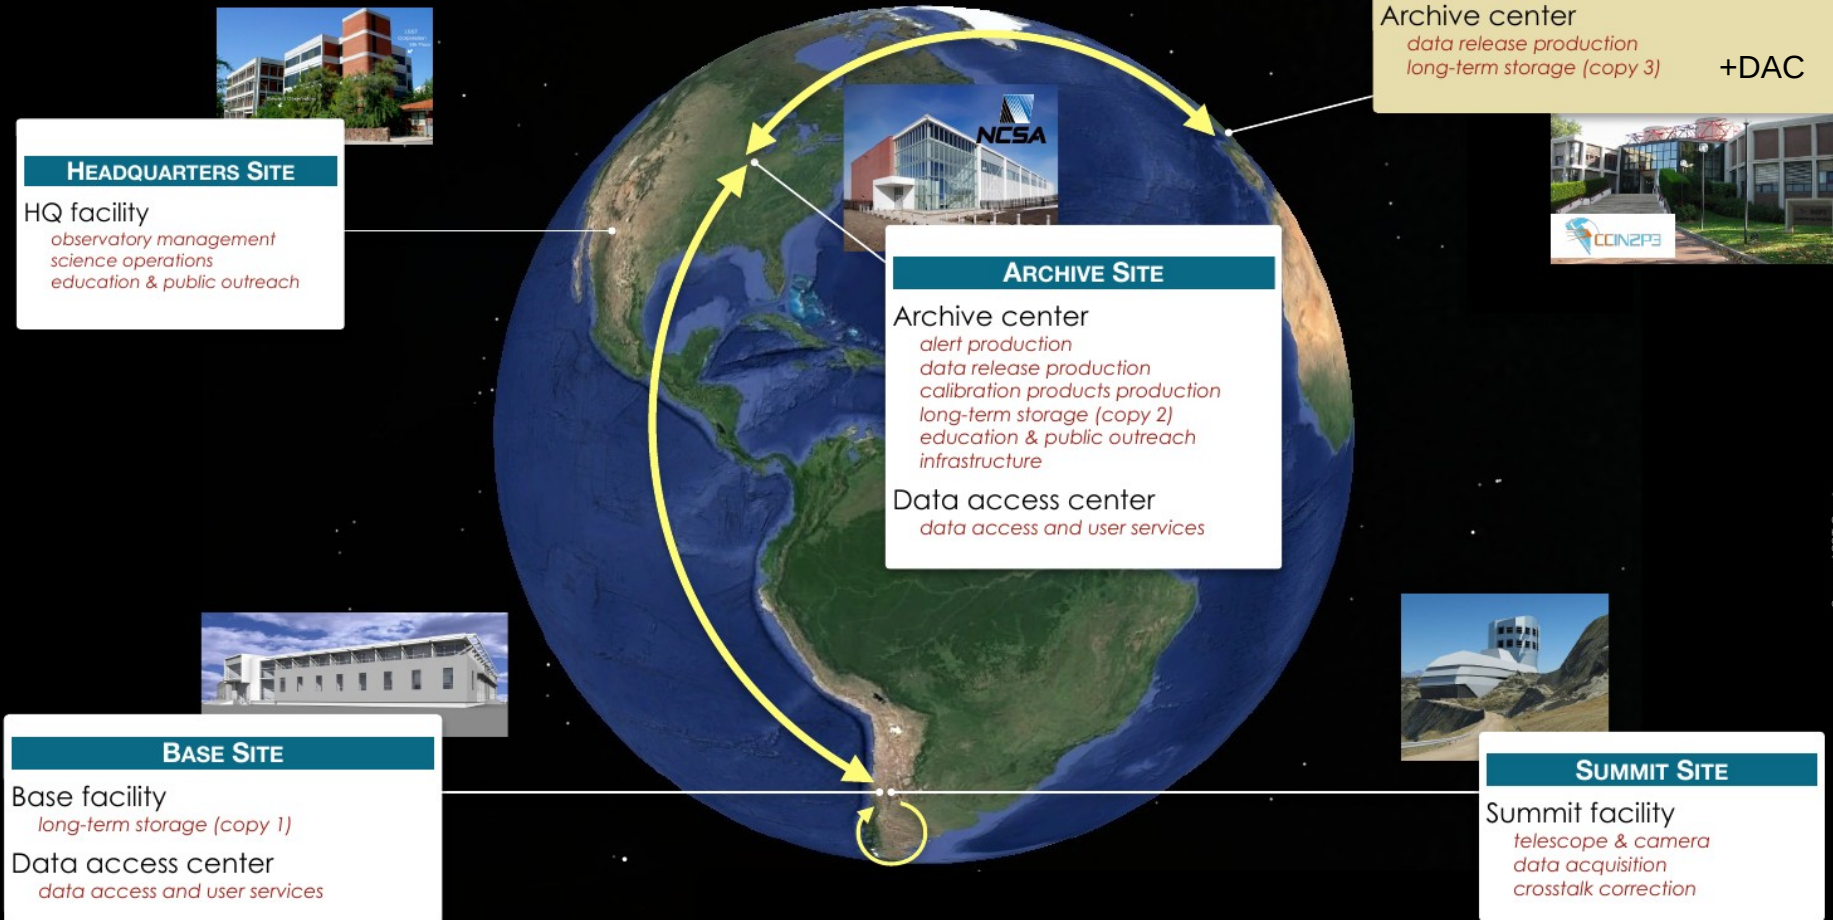 Archive center
data release production
long-term storage (copy 3)
+DAC
NCSA
HEADQUARTERS SITE
HQ facility
observatory management
science operations
education & public outreach
CCIN2P3
ARCHIVE SITE
Archive center
alert production
data release production
calibration products production
long-term storage (copy 2)
education & public outreach
infrastructure
Data access center
data access and user services
BASE SITE
Base facility
long-term storage (copy 1)
Data access center
data access and user services
SUMMIT SITE
Summit facility
telescope & camera
data acquisition
crosstalk correction